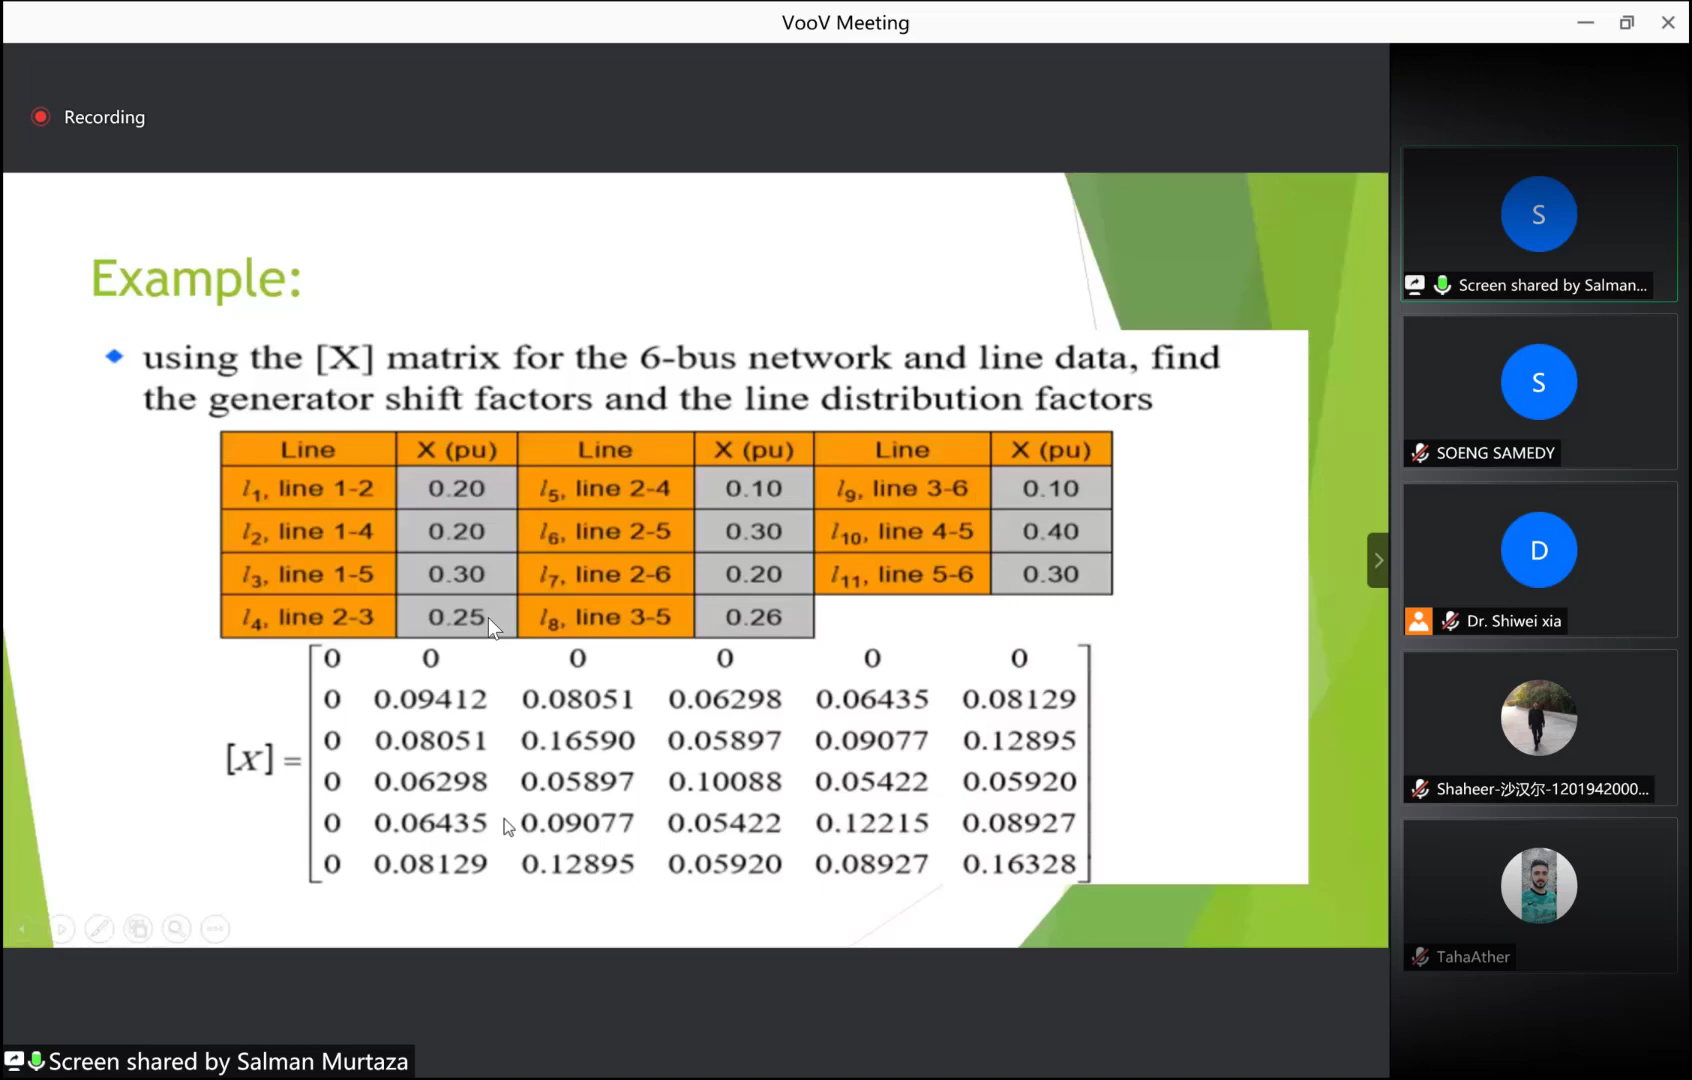 VooV Meeting
Recording
Example:
using the [X] matrix for the 6-bus network and line data, find
the generator shift factors and the line distribution factors
Line X (pu) Line X (pu) Line X (pu)
l1, line 1-2 0.20 l5, line 2-4 0.10 l9, line 3-6 0.10
l2, line 1-4 0.20 l6, line 2-5 0.30 l10, line 4-5 0.40
l3, line 1-5 0.30 l7, line 2-6 0.20 l11, line 5-6 0.30
l4, line 2-3 0.25 l8, line 3-5 0.26
[X] =
0 0 0 0 0 0
0 0.09412 0.08051 0.06298 0.06435 0.08129
0 0.08051 0.16590 0.05897 0.09077 0.12895
0 0.06298 0.05897 0.10088 0.05422 0.05920
0 0.06435 0.09077 0.05422 0.12215 0.08927
0 0.08129 0.12895 0.05920 0.08927 0.16328
S
Screen shared by Salman...
S
SOENG SAMEDY
D
Dr. Shiwei xia
Shaheer-沙汉尔-1201942000...
TahaAther
Screen shared by Salman Murtaza